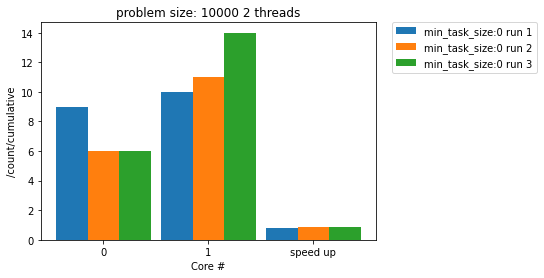 problem size: 10000 2 threads
min_task_size:0 run 1
min_task_size:0 run 2
min_task_size:0 run 3
/count/cumulative
14
12
10
8
6
4
2
0
0 1 speed up
Core #